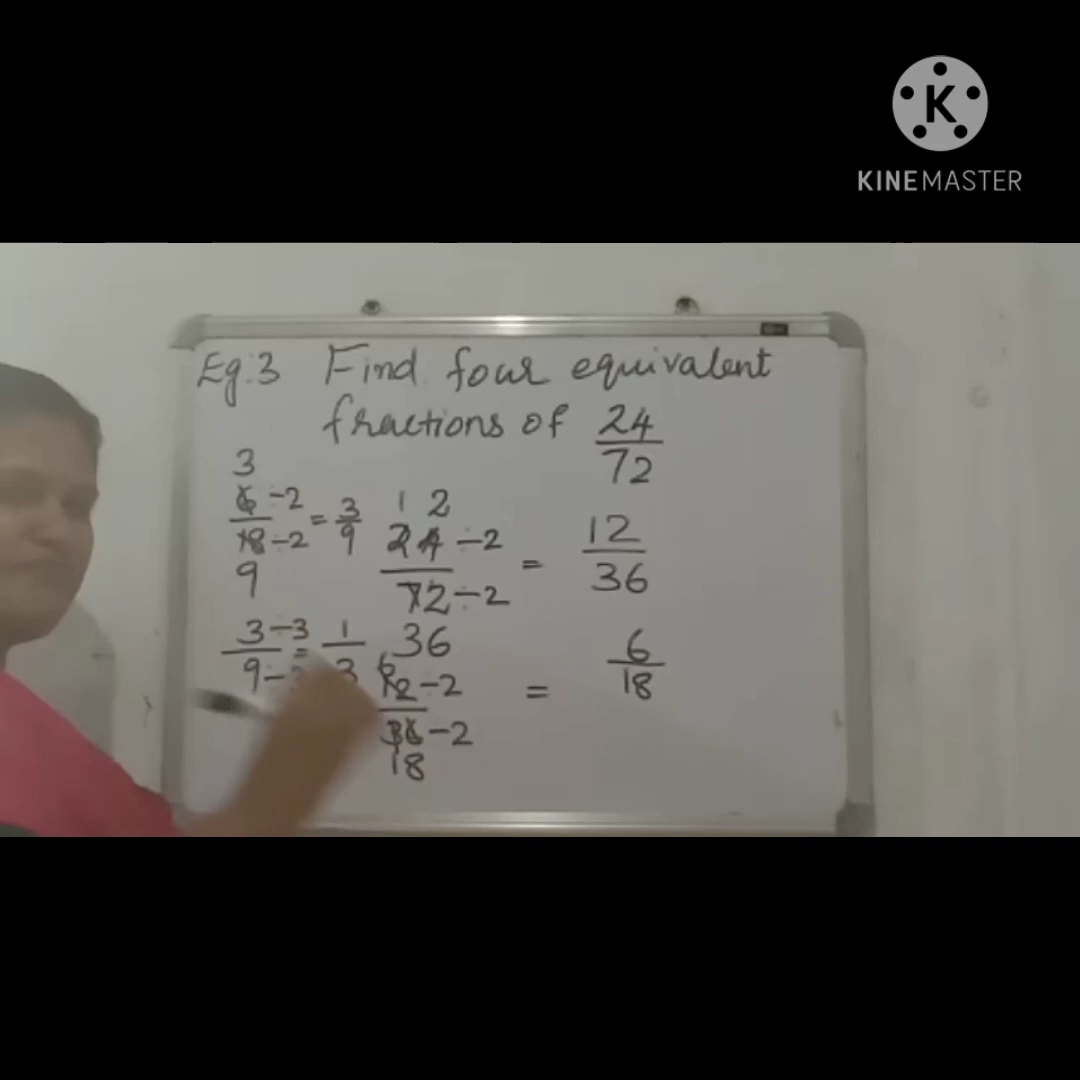 KINEMASTER
Eg:3 Find four equivalent
fractions of 24/72
3
6 ÷2 / 18 ÷2 = 3/9
9
1 2
24 ÷2 / 72 ÷2 = 12/36
36
3 ÷3 / 9 = 1/3
6
12 -2 / 36 -2 = 6/18
18